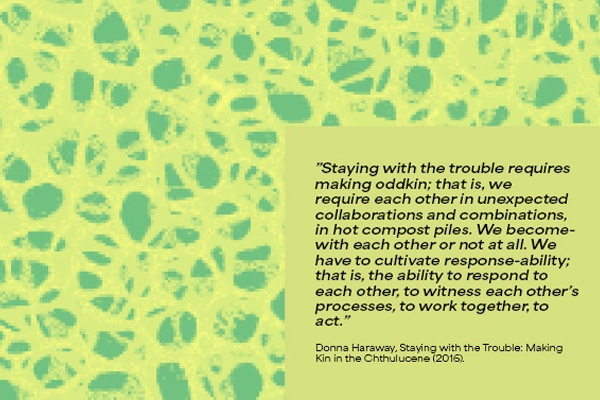 "Staying with the trouble requires
making oddkin; that is, we
require each other in unexpected
collaborations and combinations,
in hot compost piles. We become-
with each other or not at all. We
have to cultivate response-ability;
that is, the ability to respond to
each other, to witness each other's
processes, to work together, to
act."
Donna Haraway, Staying with the Trouble: Making
Kin in the Chthulucene (2016).